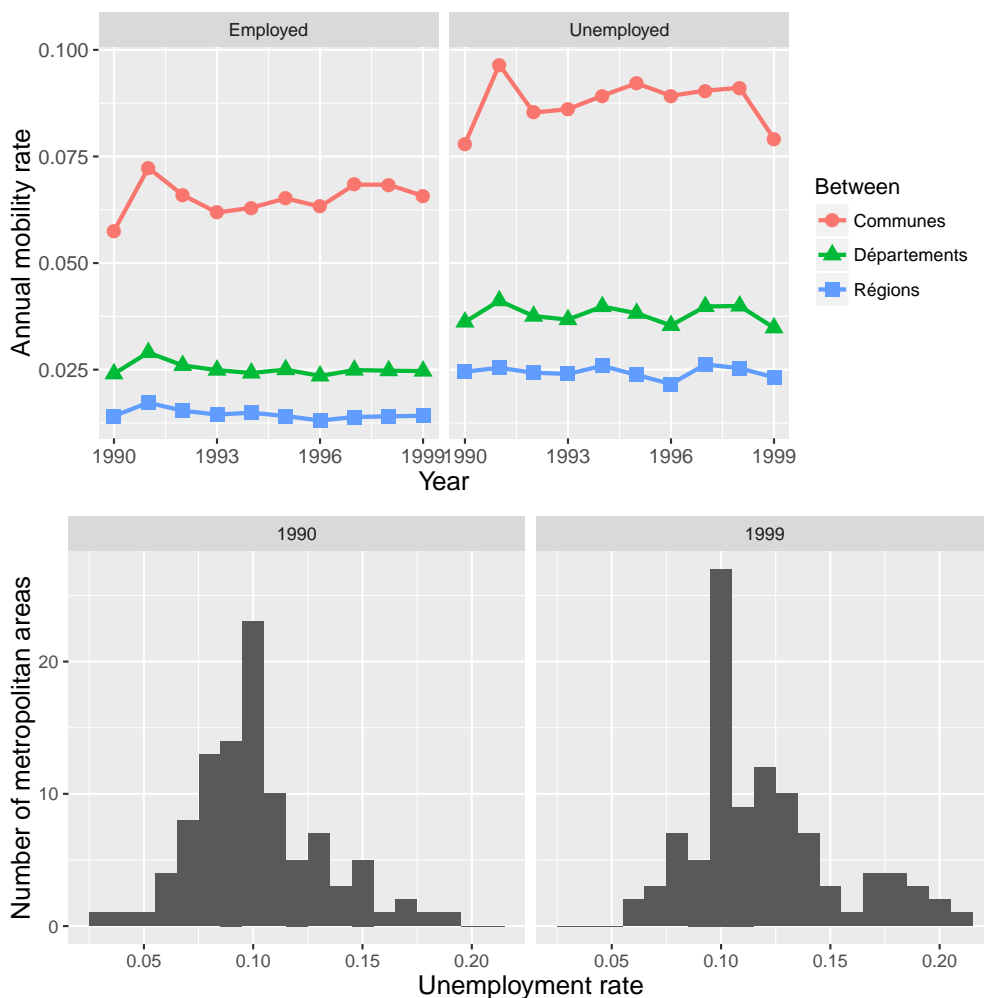 Employed
Unemployed
Annual mobility rate
0.100
0.075
0.050
0.025
1990
1993
1996
1999
1990
1993
1996
1999
Year
Between
Communes
Départements
Régions
1990
1999
Number of metropolitan areas
20
10
0
0.05
0.10
0.15
0.20
0.05
0.10
0.15
0.20
Unemployment rate